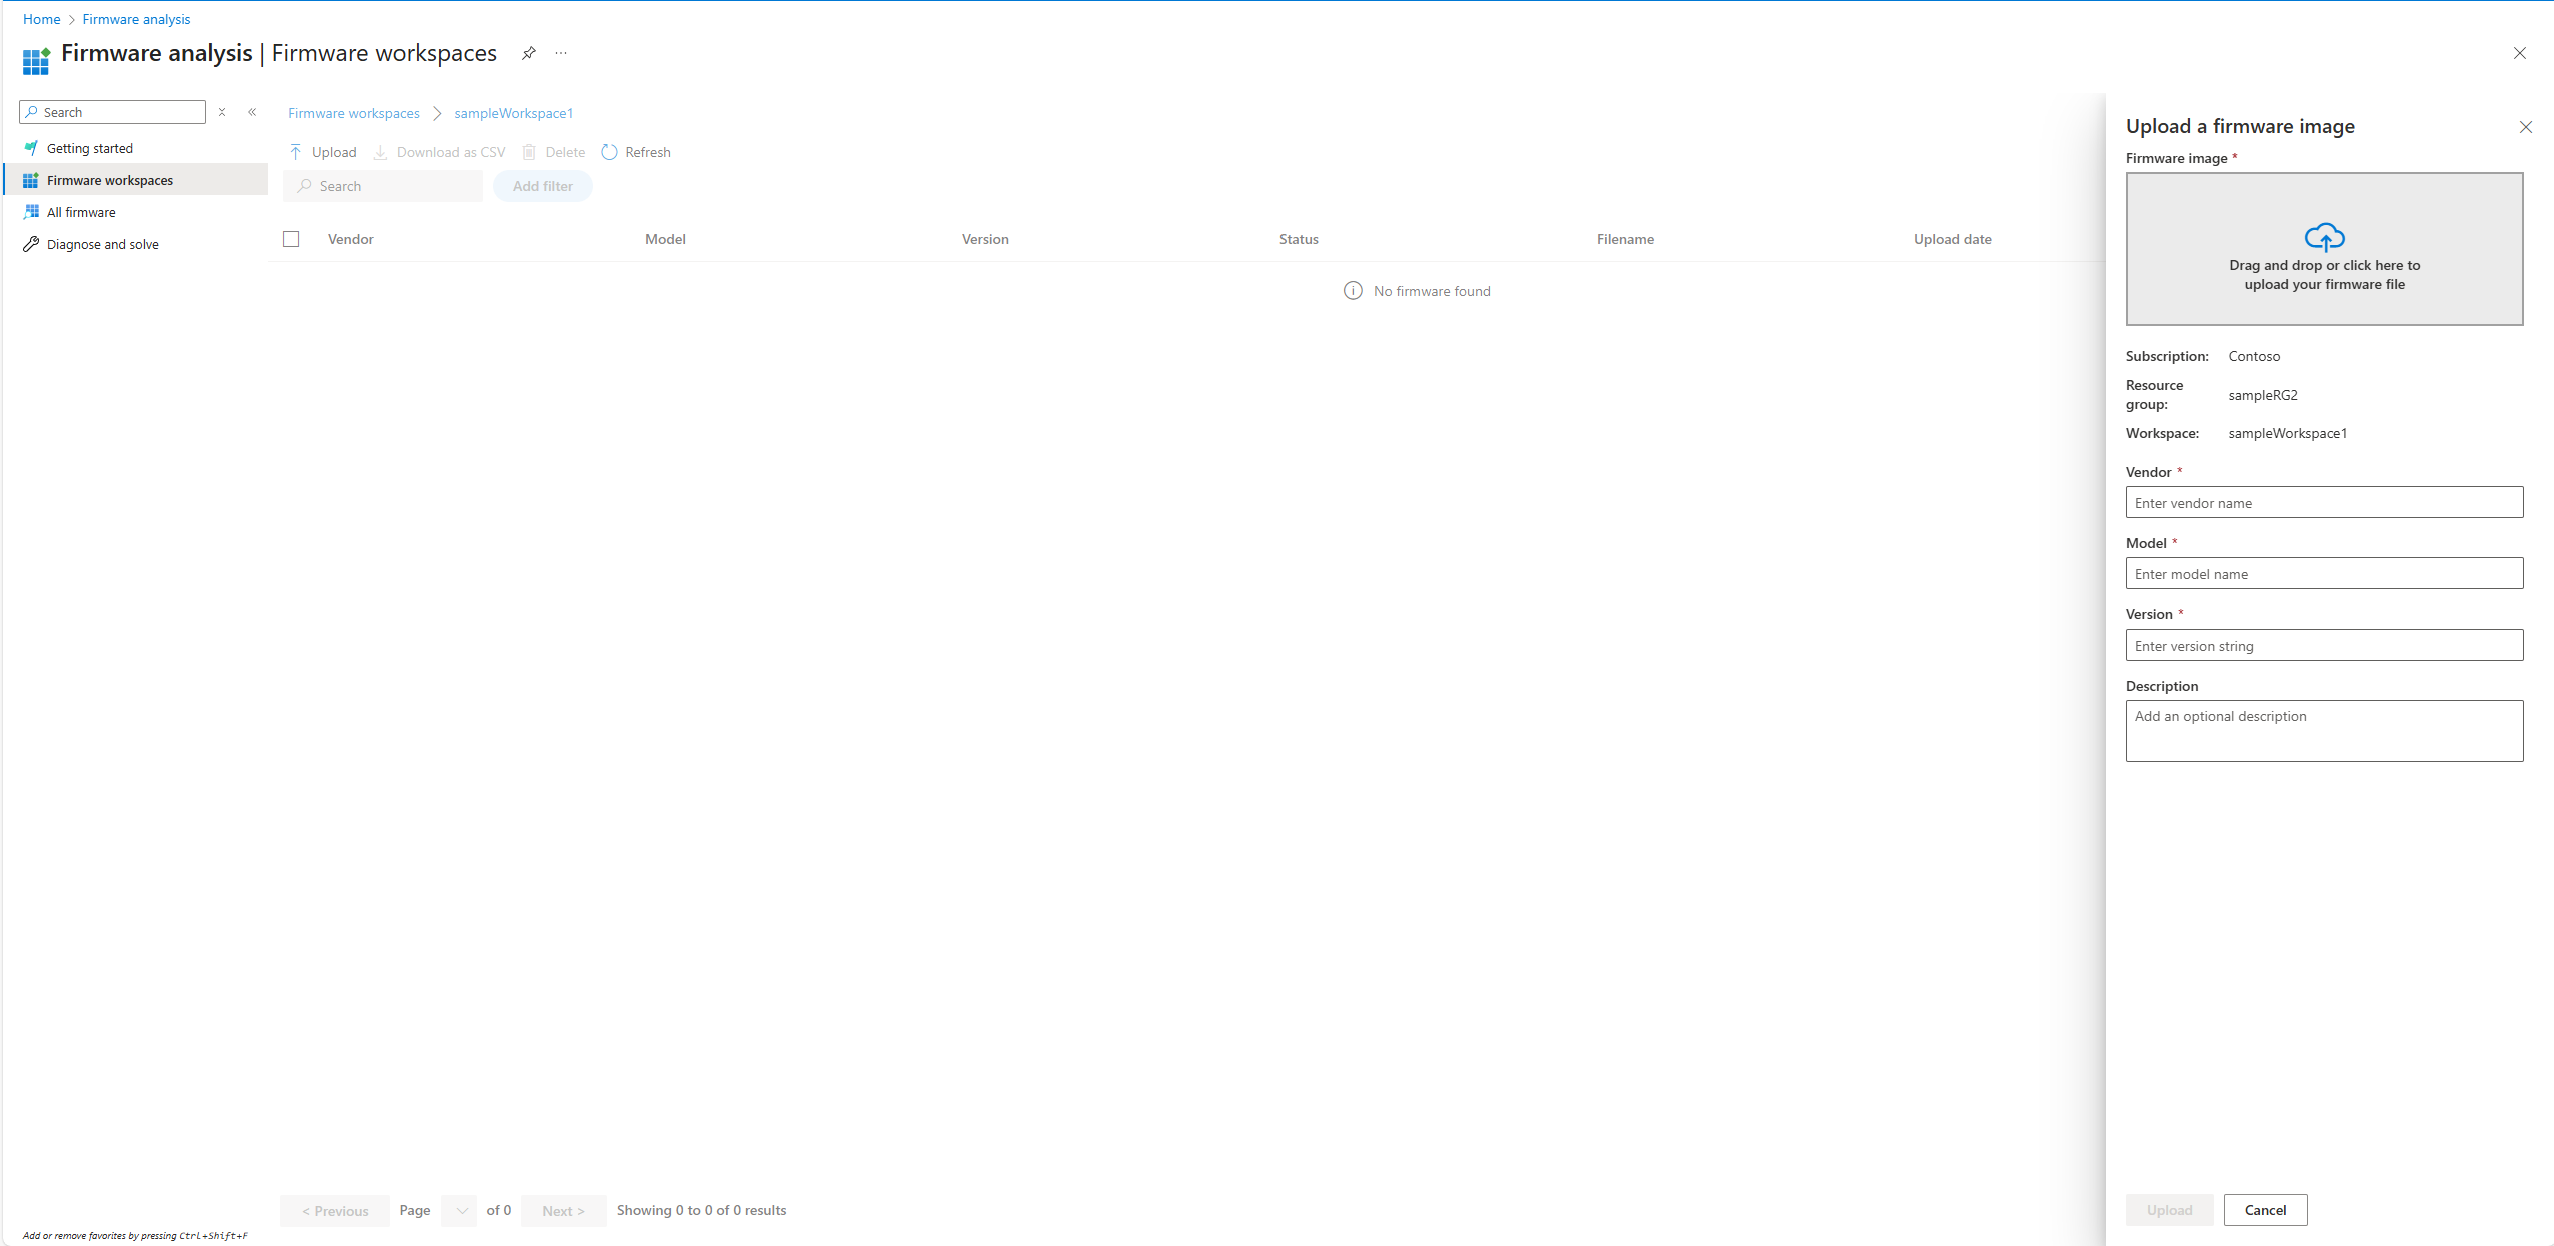 Home > Firmware analysis
Firmware analysis | Firmware workspaces
Search
Getting started
Firmware workspaces
All firmware
Diagnose and solve
Add or remove favorites by pressing Ctrl+Shift+F
Firmware workspaces > sampleWorkspace1
Upload Download as CSV Delete Refresh
Search Add filter
Vendor Model Version Status Filename Upload date
No firmware found
< Previous Page of 0 Next > Showing 0 to 0 of 0 results
Upload a firmware image
Firmware image *
Drag and drop or click here to
upload your firmware file
Subscription: Contoso
Resource
group: sampleRG2
Workspace: sampleWorkspace1
Vendor *
Enter vendor name
Model *
Enter model name
Version *
Enter version string
Description
Add an optional description
Upload Cancel